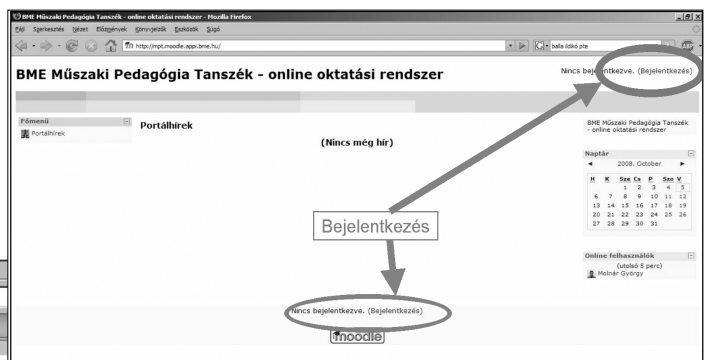 BME Műszaki Pedagógia Tanszék - online oktatási rendszer - Mozilla Firefox
Fájl Szerkesztés Nézet Előzmények Könyvjelzők Eszközök Súgó
http://mpt.moodle.appi.bme.hu/
balla ildikó pte
BME Műszaki Pedagógia Tanszék - online oktatási rendszer
Nincs bejelentkezve. (Bejelentkezés)
Főmenü
Portálhírek
Portálhírek
(Nincs még hír)
BME Műszaki Pedagógia Tanszék
- online oktatási rendszer
Naptár
2008. October
H K Sze Cs P Szo V
1 2 3 4 5
6 7 8 9 10 11 12
13 14 15 16 17 18 19
20 21 22 23 24 25 26
27 28 29 30 31
Bejelentkezés
Online felhasználók
(utolsó 5 perc)
Molnár György
Nincs bejelentkezve. (Bejelentkezés)
moodle